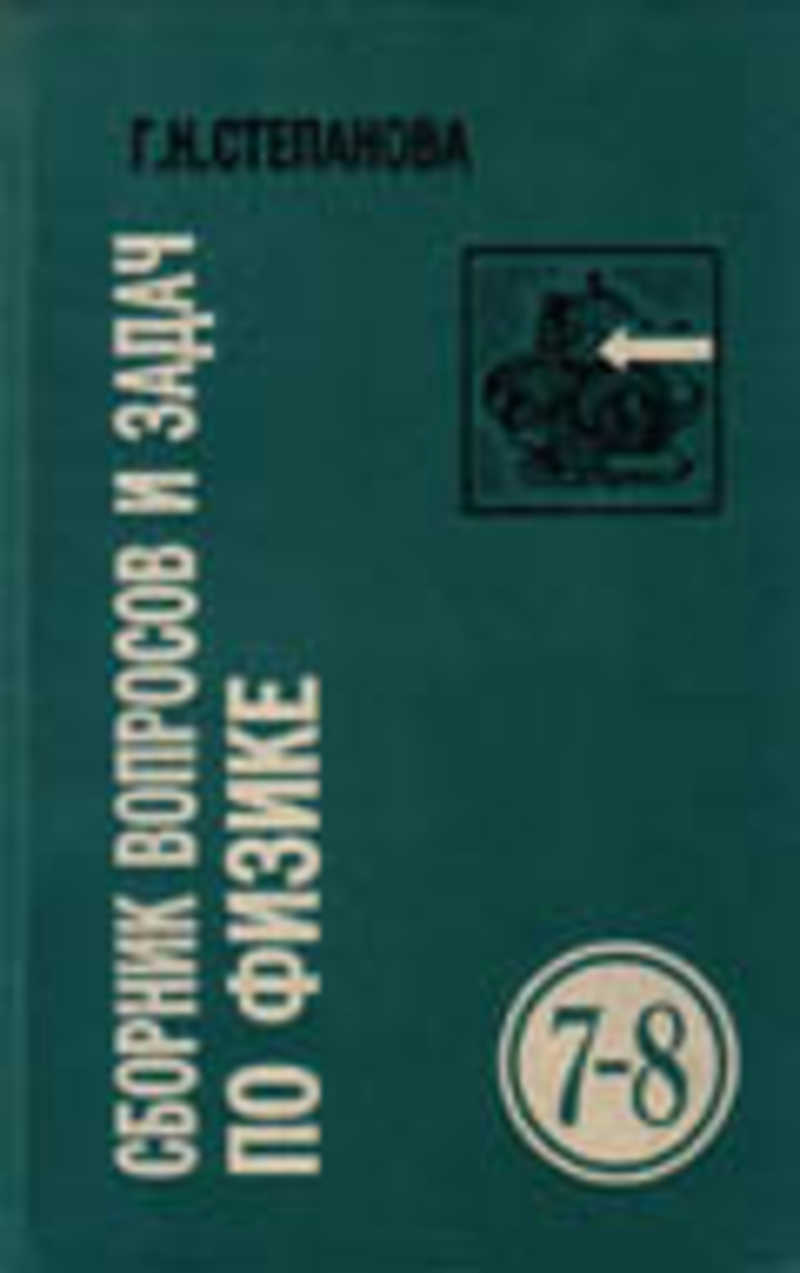 Г.Н.СТЕПАНОВА
СБОРНИК ВОПРОСОВ И ЗАДАЧ
ПО ФИЗИКЕ
7-8